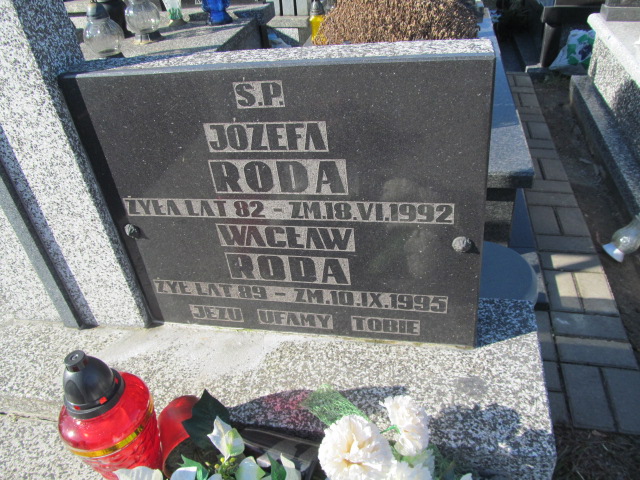 Ś.P.
JÓZEFA
RODA
ŻYŁA LAT 82 - ZM.18.VI.1992
WACŁAW
RODA
ŻYŁ LAT 89 - ZM.10.IX.1995
JEZU UFAMY TOBIE